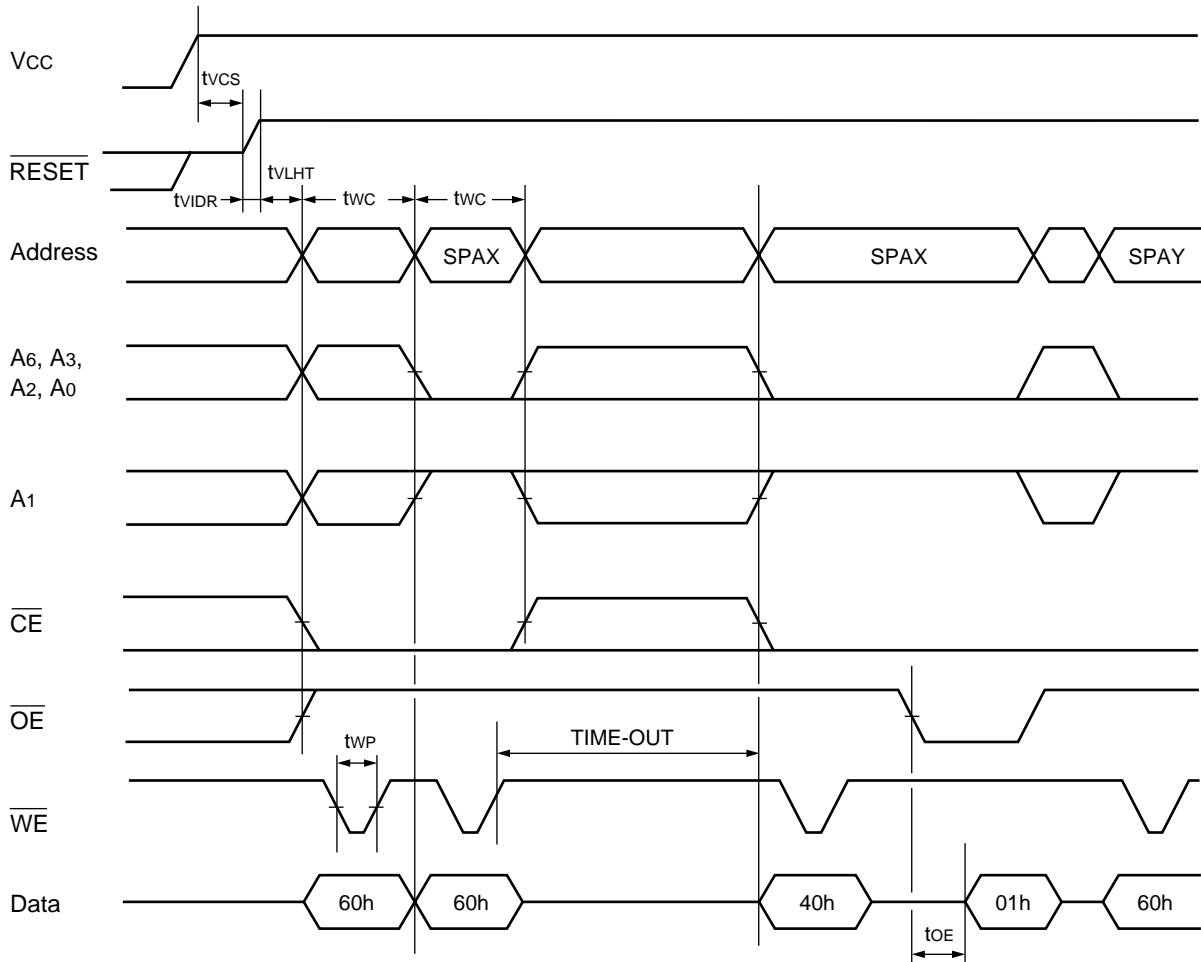 VCC
tVCS
RESET
tVLHT
tVIDR
tWC
tWC
Address
SPAX
SPAX
SPAY
A6, A3,
A2, A0
A1
CE
OE
TIME-OUT
tWP
WE
Data
60h
60h
40h
01h
60h
tOE